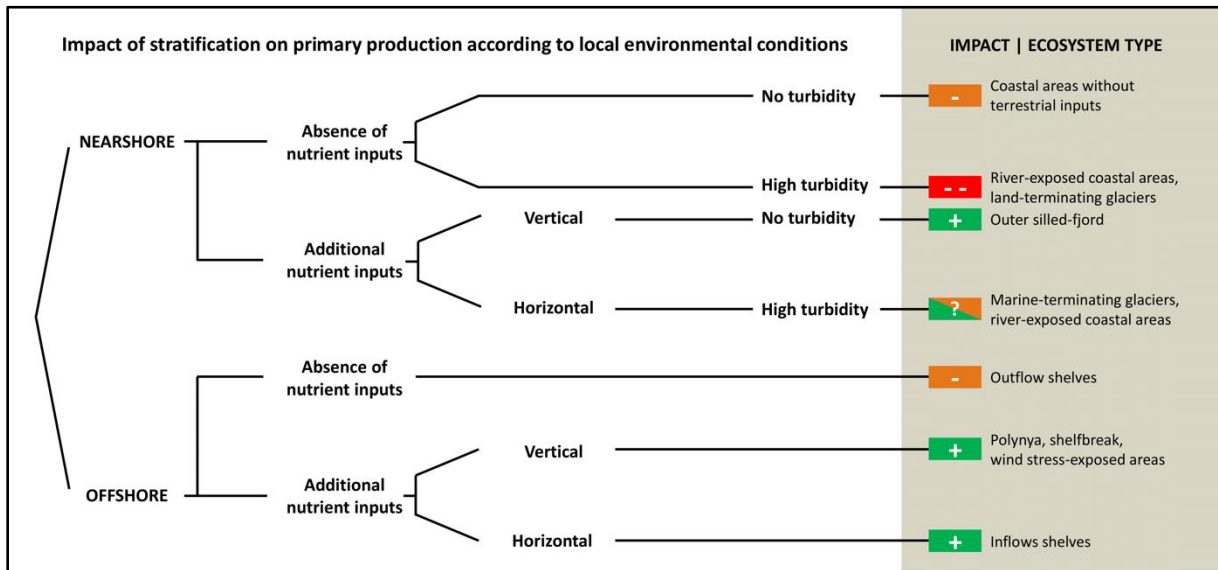 Impact of stratification on primary production according to local environmental conditions
IMPACT | ECOSYSTEM TYPE
NEARSHORE
Absence of
nutrient inputs
No turbidity
-
Coastal areas without
terrestrial inputs
High turbidity
- -
River-exposed coastal areas,
land-terminating glaciers
Additional
nutrient inputs
Vertical
No turbidity
+
Outer silled-fjord
Horizontal
High turbidity
?
Marine-terminating glaciers,
river-exposed coastal areas
OFFSHORE
Absence of
nutrient inputs
-
Outflow shelves
Additional
nutrient inputs
Vertical
+
Polynya, shelfbreak,
wind stress-exposed areas
Horizontal
+
Inflows shelves